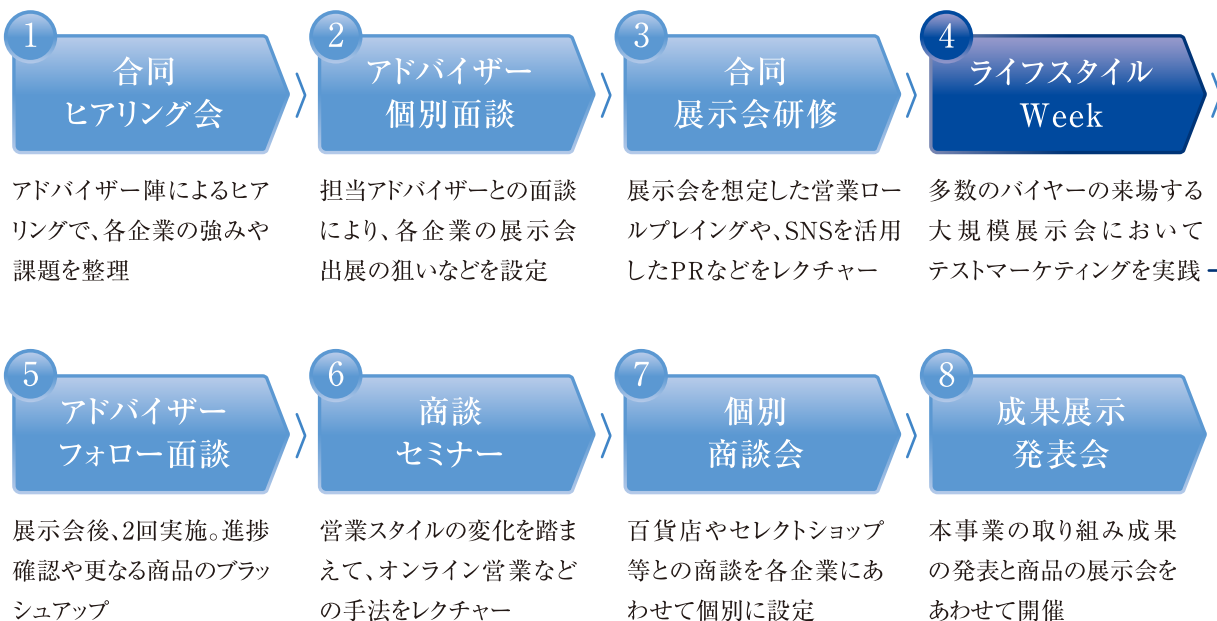 1
合同
ヒアリング会
アドバイザー陣によるヒア
リングで、各企業の強みや
課題を整理
2
アドバイザー
個別面談
担当アドバイザーとの面談
により、各企業の展示会
出展の狙いなどを設定
3
合同
展示会研修
展示会を想定した営業ロー
ルプレイングや、SNSを活用
したPRなどをレクチャー
4
ライフスタイル
Week
多数のバイヤーの来場する
大規模展示会において
テストマーケティングを実践
5
アドバイザー
フォロー面談
展示会後、2回実施。進捗
確認や更なる商品のブラッ
シュアップ
6
商談
セミナー
営業スタイルの変化を踏ま
えて、オンライン営業など
の手法をレクチャー
7
個別
商談会
百貨店やセレクトショップ
等との商談を各企業にあ
わせて個別に設定
8
成果展示
発表会
本事業の取り組み成果
の発表と商品の展示会を
あわせて開催